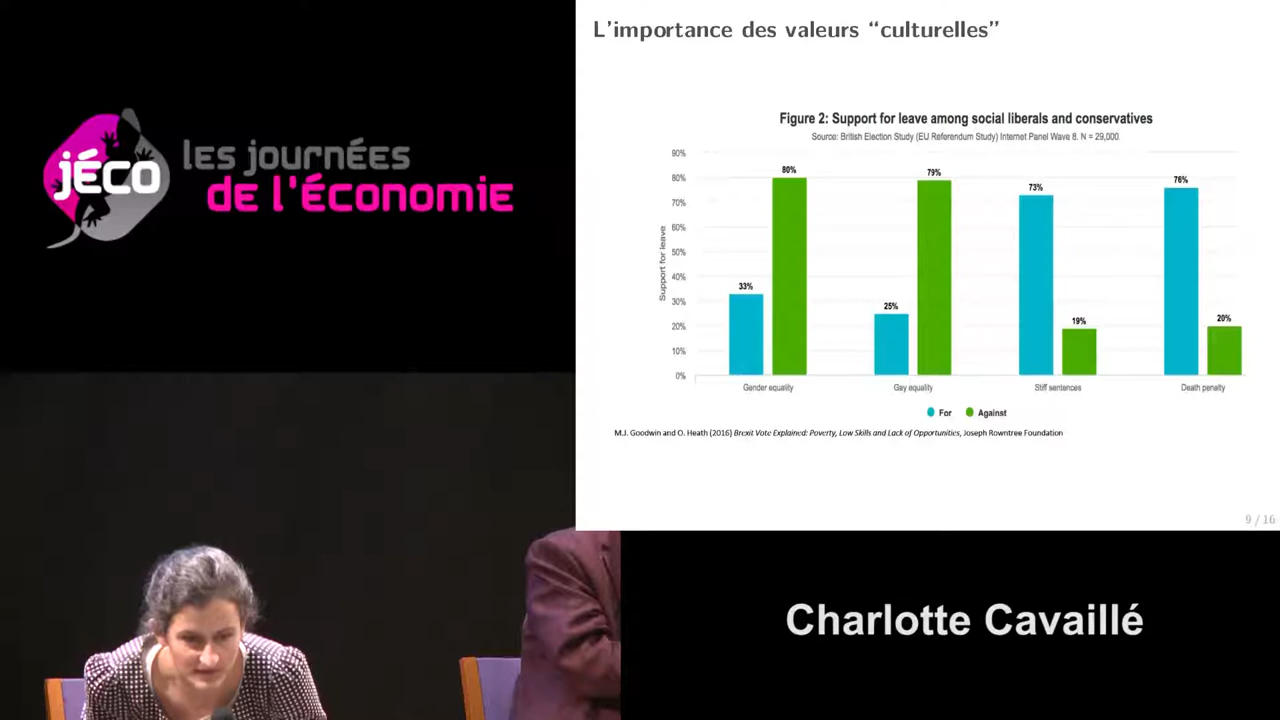 jéco
les journées
de l'économie
L'importance des valeurs “culturelles”
Figure 2: Support for leave among social liberals and conservatives
Source: British Election Study (EU Referendum Study) Internet Panel Wave 8. N = 29,000.
Support for leave
90%
80%
70%
60%
50%
40%
30%
20%
10%
0%
33%
80%
25%
79%
73%
19%
76%
20%
Gender equality
Gay equality
Stiff sentences
Death penalty
For
Against
M.J. Goodwin and O. Heath (2016) Brexit Vote Explained: Poverty, Low Skills and Lack of Opportunities, Joseph Rowntree Foundation
9 / 16
Charlotte Cavaillé